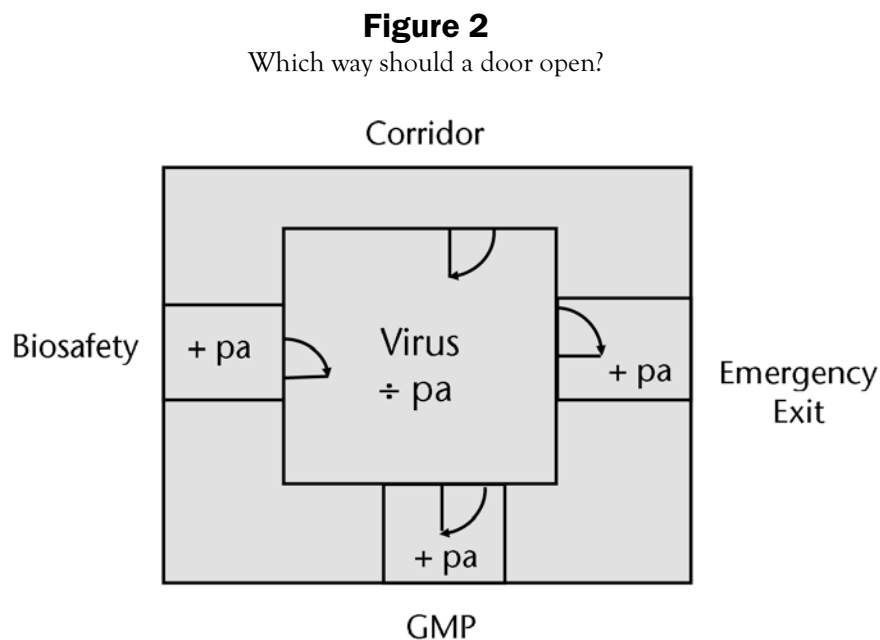 Figure 2
Which way should a door open?
Corridor
Biosafety
+ pa
Virus
÷ pa
+ pa
Emergency
Exit
+ pa
GMP